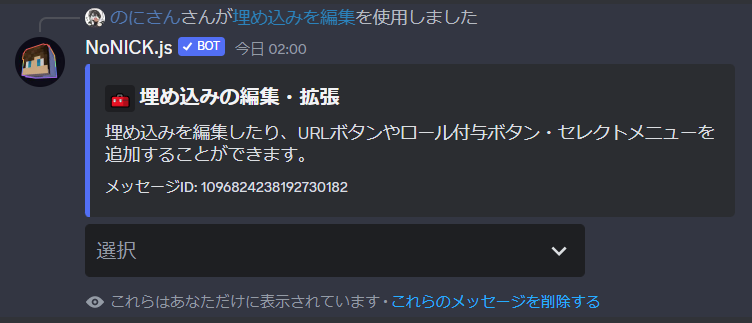 のにさんさんが埋め込みを編集を使用しました
NoNICK.js ✓ BOT 今日 02:00
埋め込みの編集・拡張
埋め込みを編集したり、URLボタンやロール付与ボタン・セレクトメニューを
追加することができます。
メッセージID: 1096824238192730182
選択
これらはあなただけに表示されています・これらのメッセージを削除する